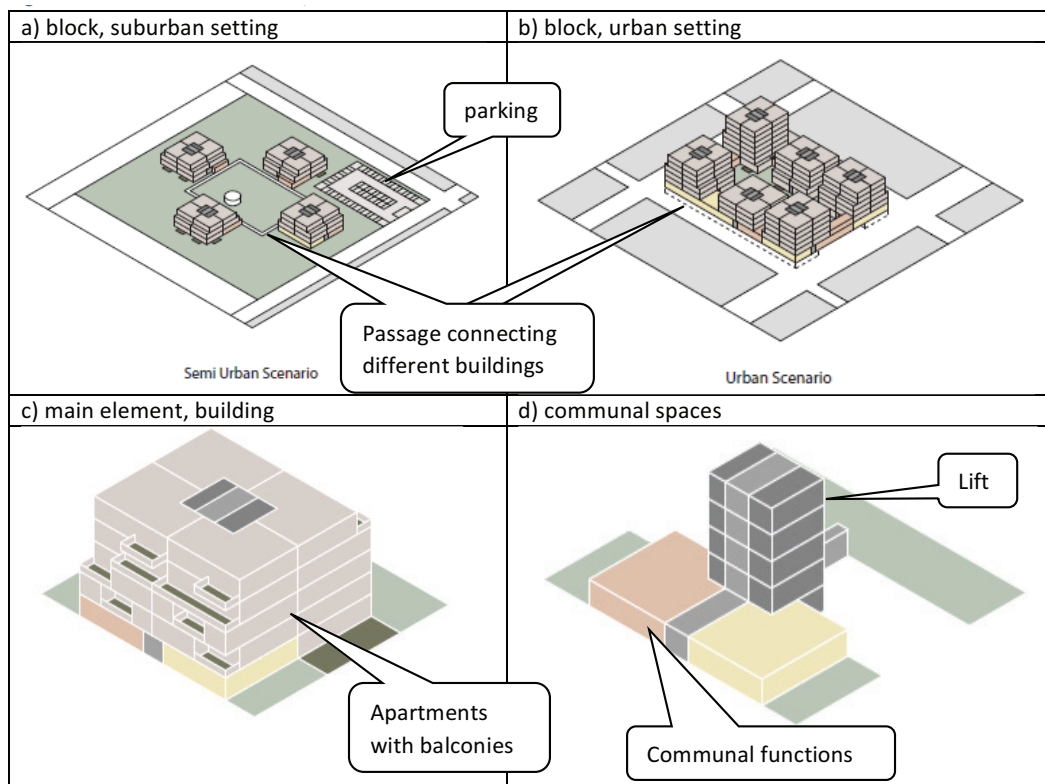 a) block, suburban setting
b) block, urban setting
parking
Passage connecting
different buildings
Semi Urban Scenario
Urban Scenario
c) main element, building
d) communal spaces
Lift
Apartments
with balconies
Communal functions